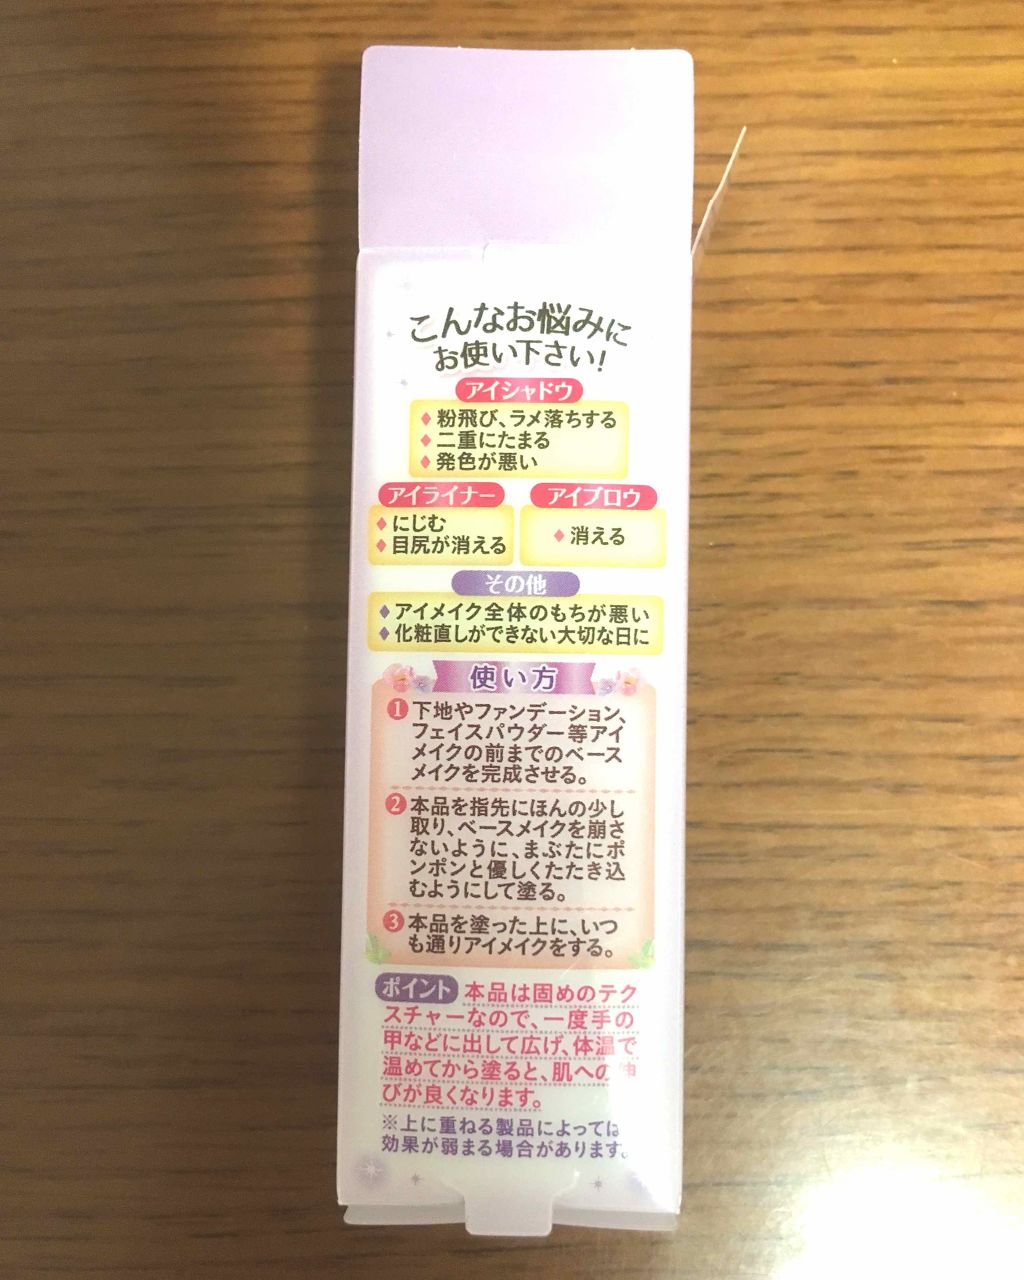 こんなお悩みに
お使い下さい!
アイシャドウ
♦粉飛び、ラメ落ちする
♦二重にたまる
♦発色が悪い
アイライナー
♦にじむ
♦目尻が消える
アイブロウ
♦消える
その他
♦アイメイク全体のもちが悪い
♦化粧直しができない大切な日に
使い方
❶下地やファンデーション、
フェイスパウダー等アイ
メイクの前までのベース
メイクを完成させる。
❷本品を指先にほんの少し
取り、ベースメイクを崩さ
ないように、まぶたにポ
ンポンと優しくたたき込
むようにして塗る。
❸本品を塗った上に、いつ
も通りアイメイクをする。
ポイント 本品は固めのテク
スチャーなので、一度手の
甲などに出して広げ、体温で
温めてから塗ると、肌への伸
びが良くなります。
※上に重ねる製品によっては
効果が弱まる場合があります。